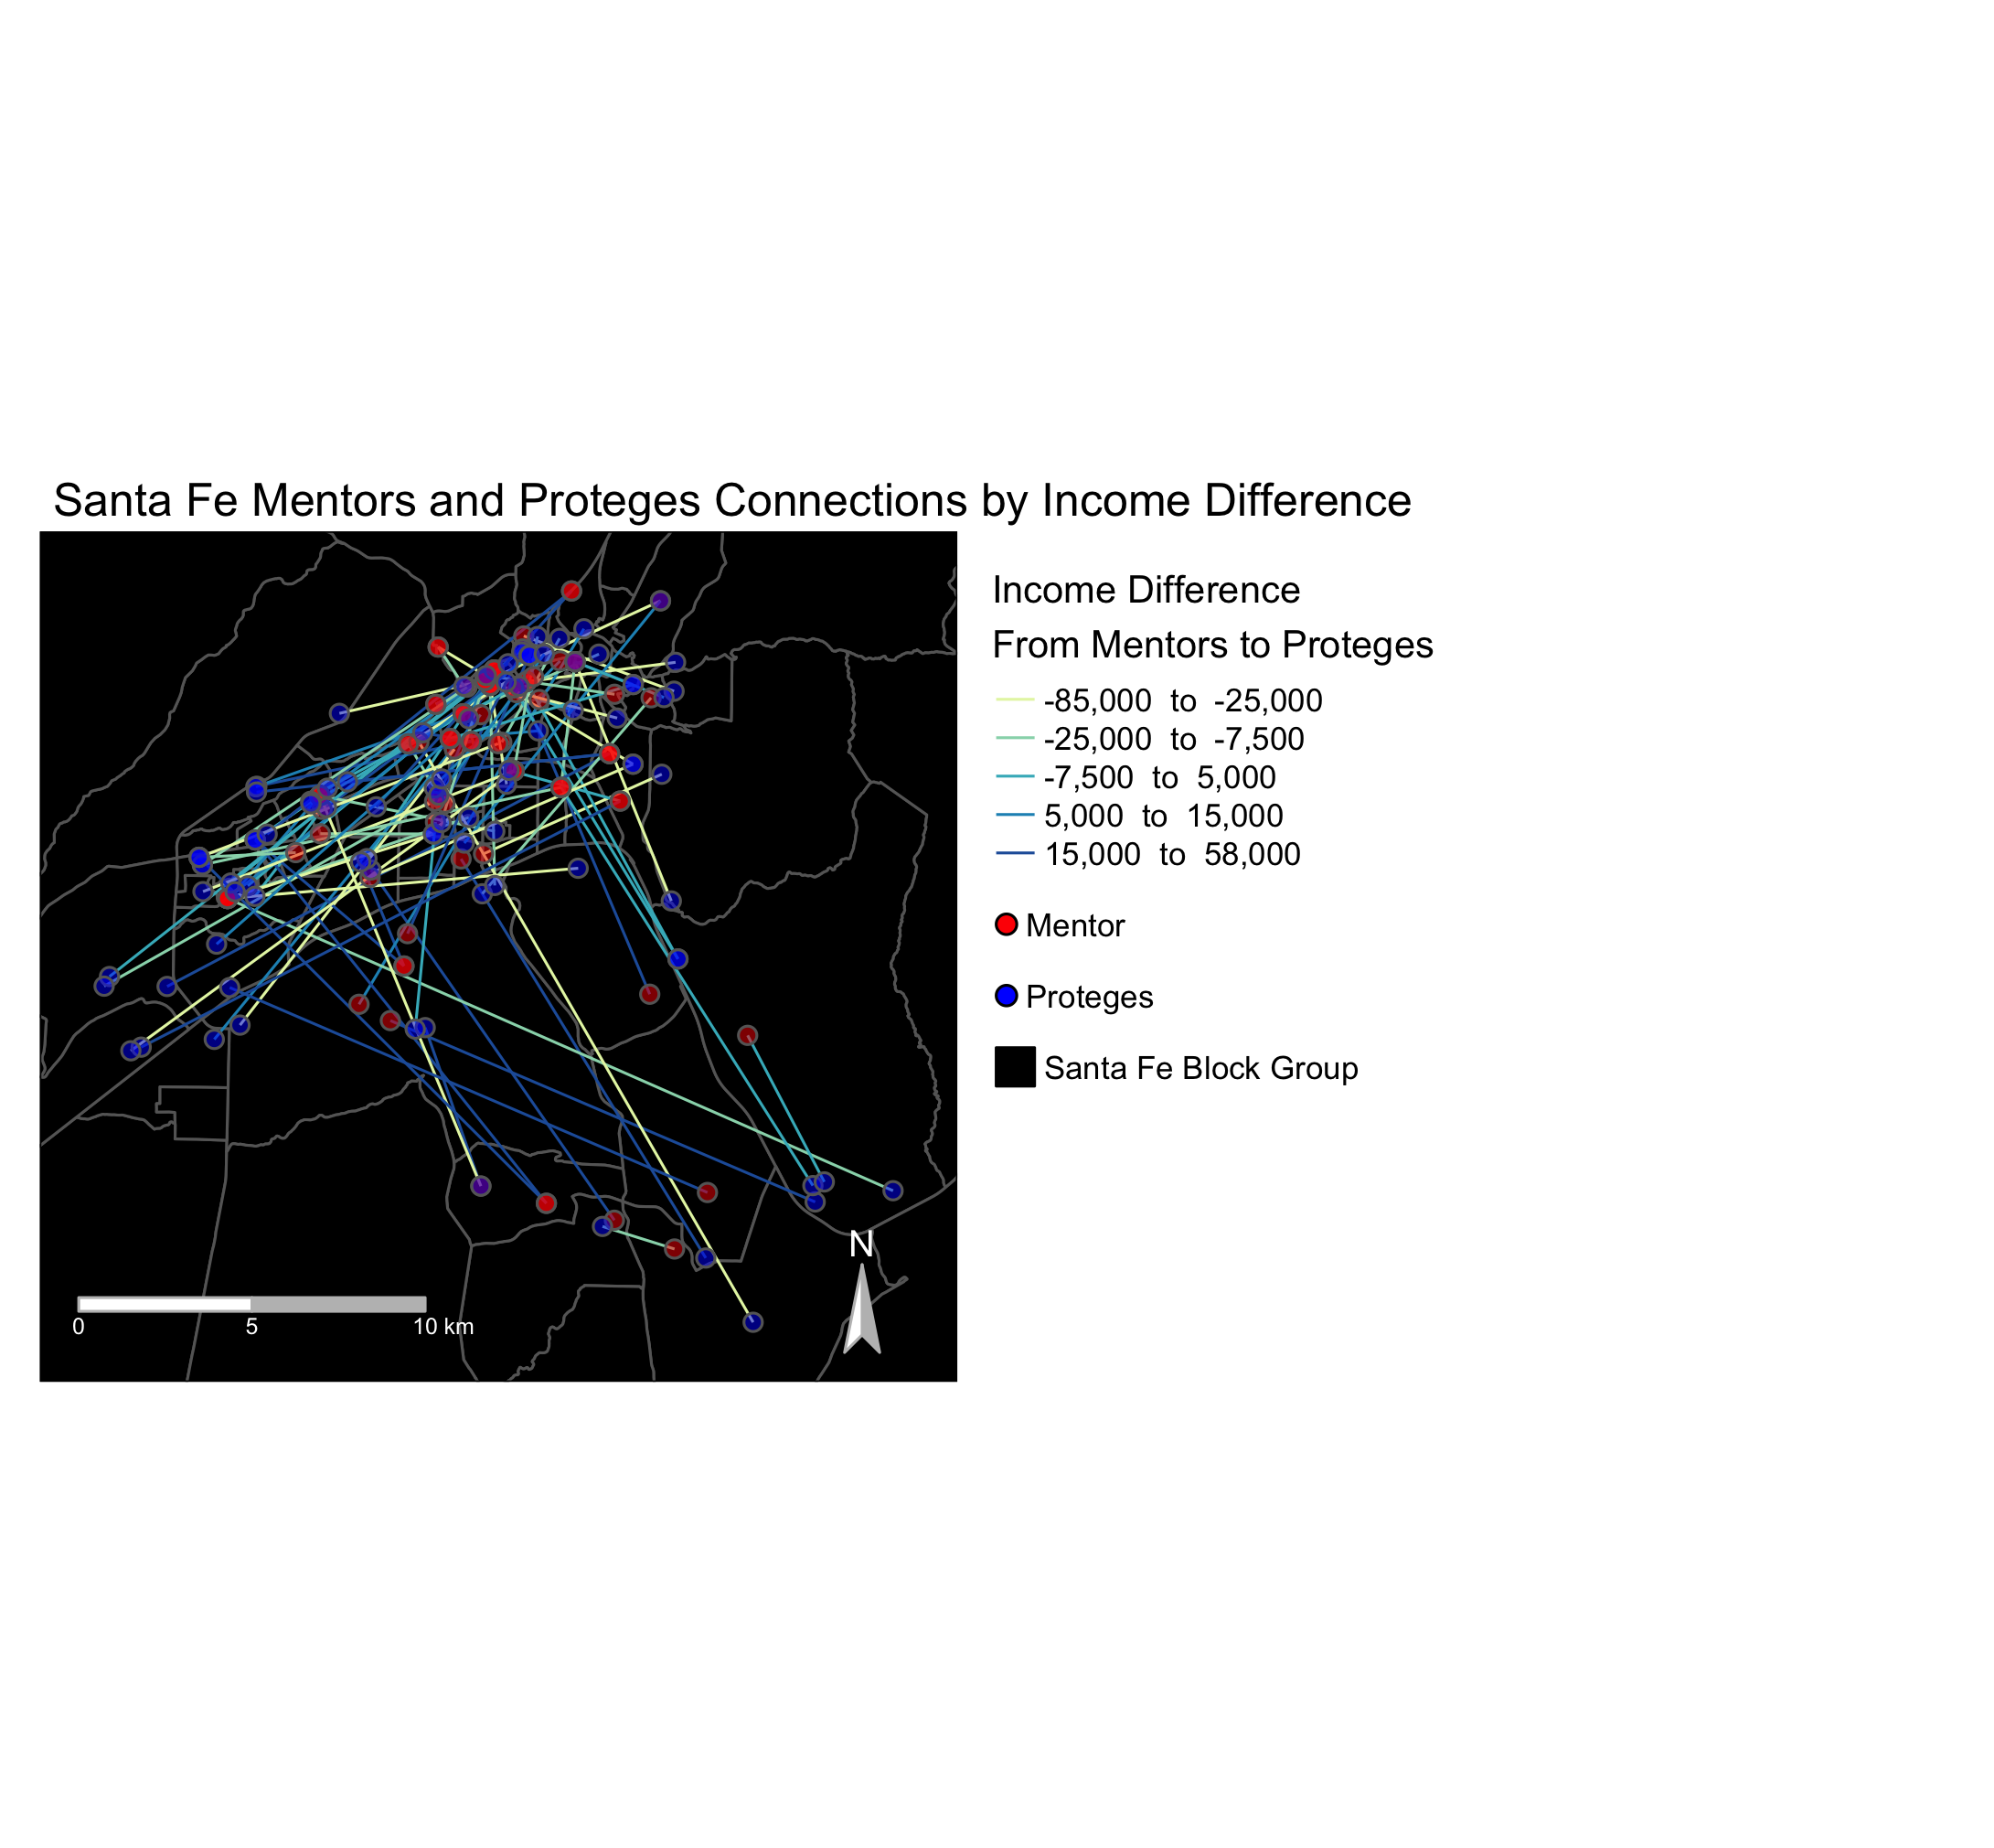 Santa Fe Mentors and Proteges Connections by Income Difference
Income Difference
From Mentors to Proteges
-85,000 to -25,000
-25,000 to -7,500
-7,500 to 5,000
5,000 to 15,000
15,000 to 58,000
Mentor
Proteges
Santa Fe Block Group
N
0 5 10 km